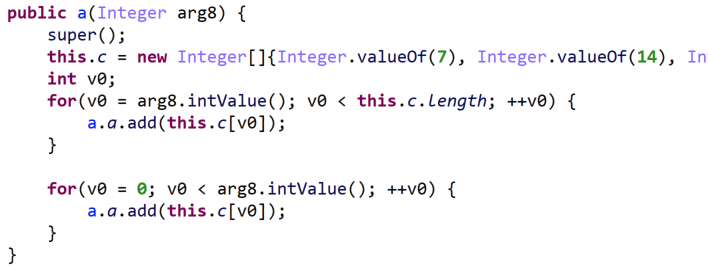 public a(Integer arg8) {
super();
this.c = new Integer[]{Integer.valueOf(7), Integer.valueOf(14), Int
int v0;
for(v0 = arg8.intValue(); v0 < this.c.length; ++v0) {
a.a.add(this.c[v0]);
}
for(v0 = 0; v0 < arg8.intValue(); ++v0) {
a.a.add(this.c[v0]);
}
}